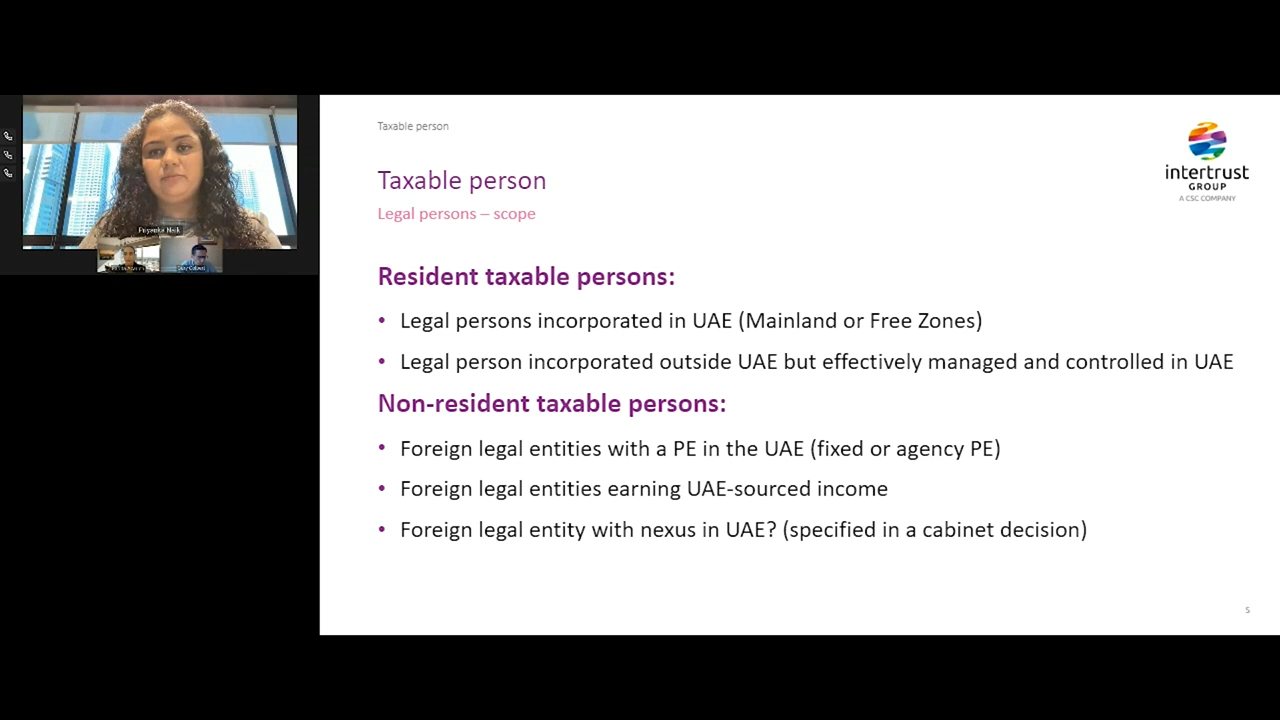 Priyanka Naik
Taxable person
intertrust
GROUP
A CSC COMPANY
Taxable person
Legal persons – scope
Resident taxable persons:
• Legal persons incorporated in UAE (Mainland or Free Zones)
• Legal person incorporated outside UAE but effectively managed and controlled in UAE
Non-resident taxable persons:
• Foreign legal entities with a PE in the UAE (fixed or agency PE)
• Foreign legal entities earning UAE-sourced income
• Foreign legal entity with nexus in UAE? (specified in a cabinet decision)
5